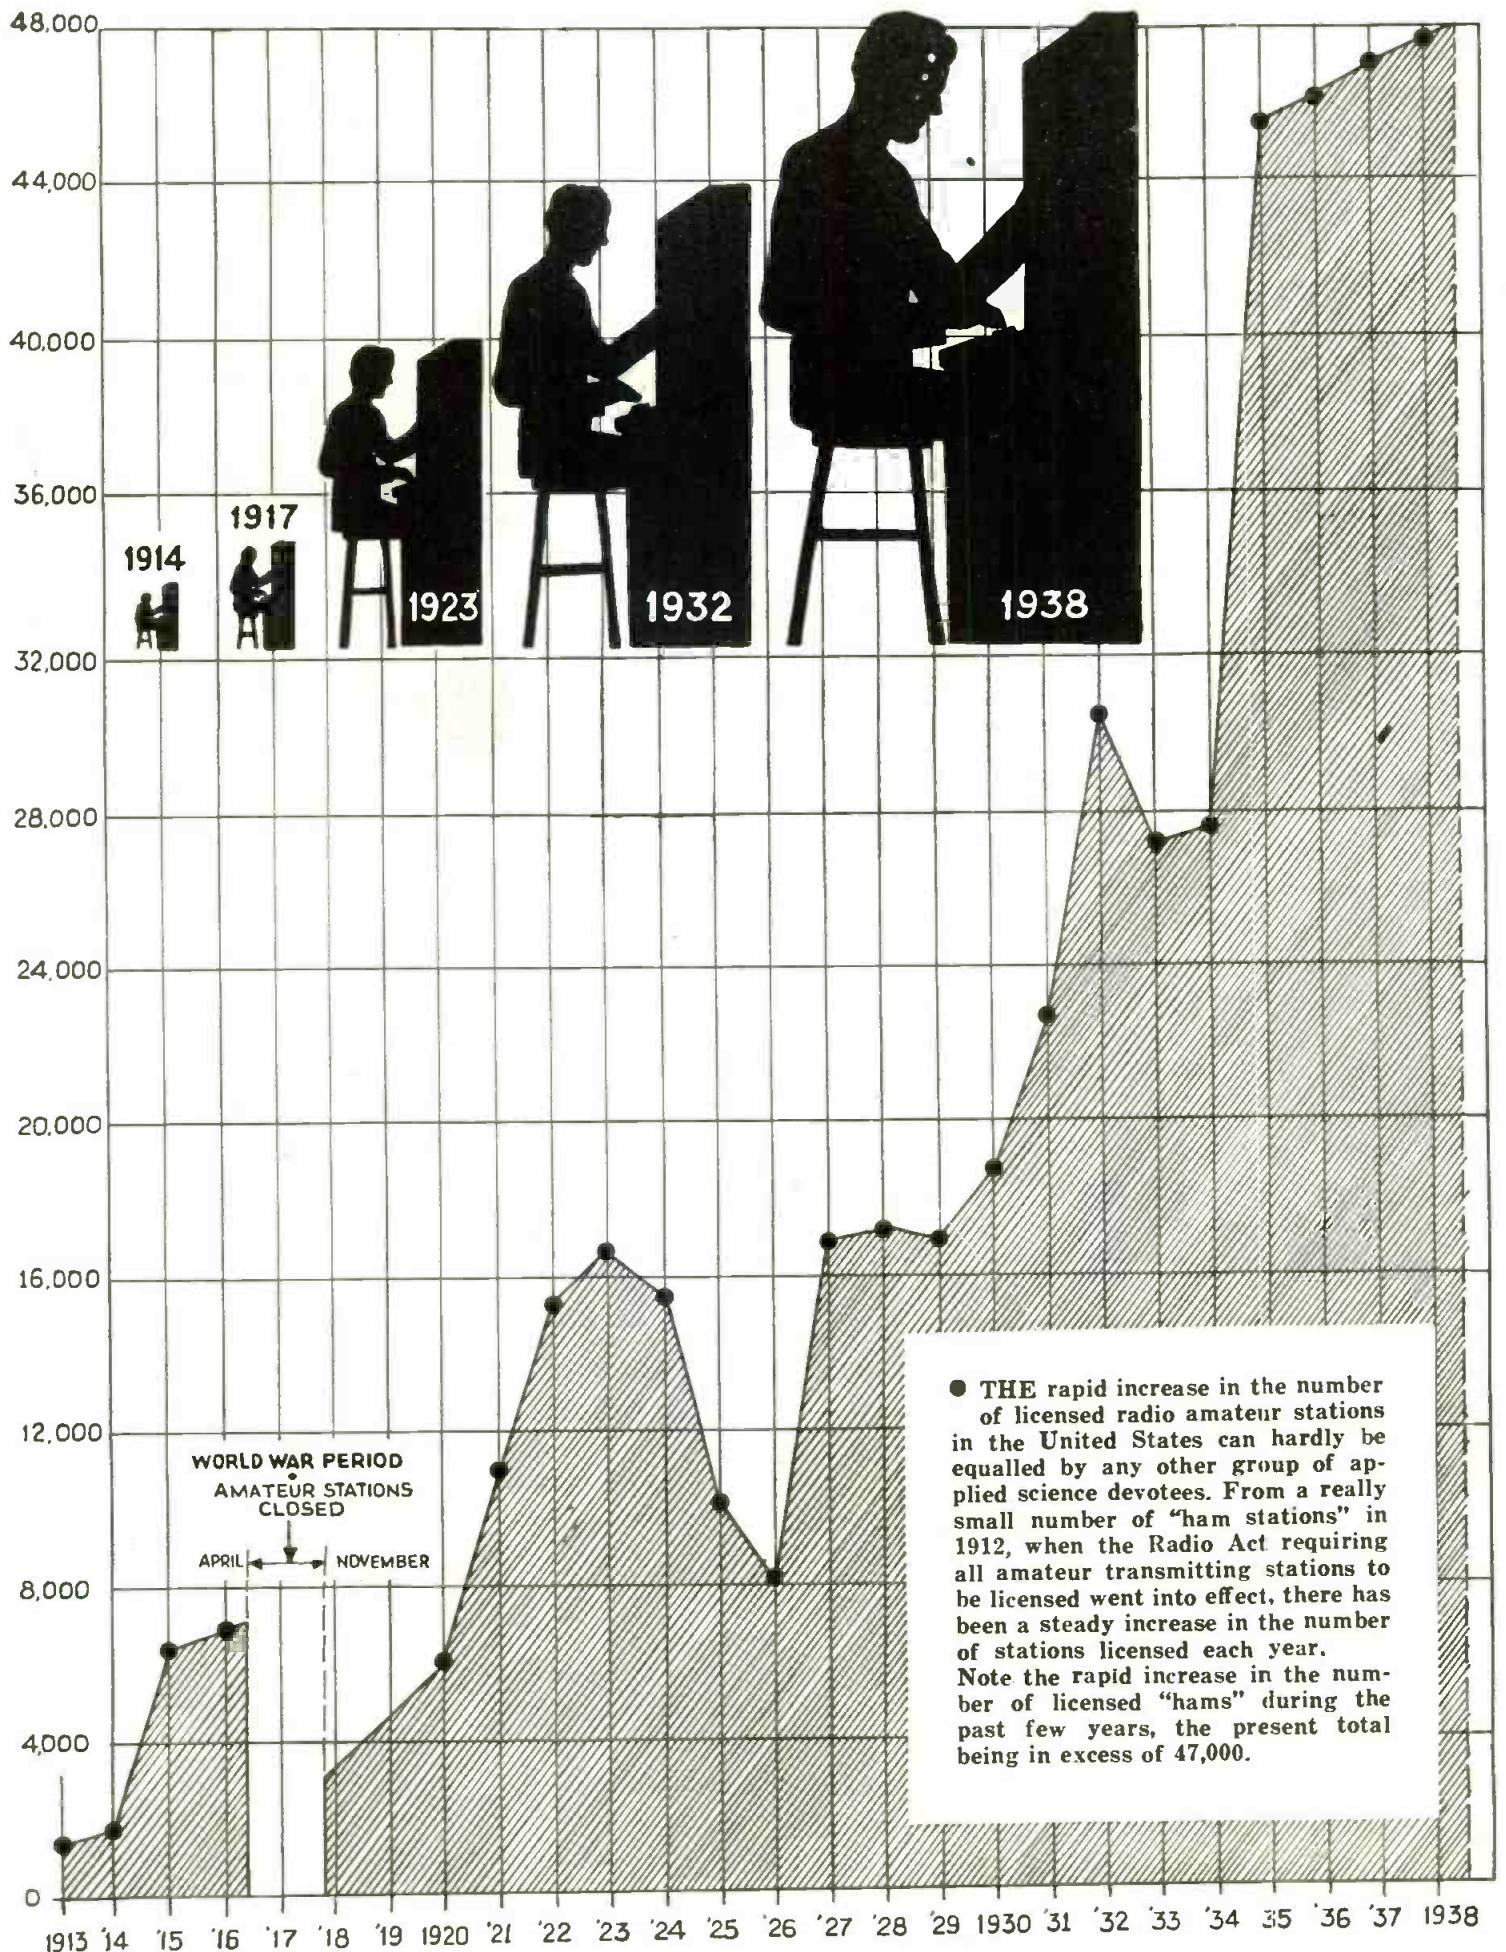 48,000
44,000
40,000
36,000
32,000
28,000
24,000
20,000
16,000
12,000
8,000
4,000
0
1914
1917
1923
1932
1938
WORLD WAR PERIOD
AMATEUR STATIONS
CLOSED
APRIL
NOVEMBER
● THE rapid increase in the number
of licensed radio amateur stations
in the United States can hardly be
equalled by any other group of ap-
plied science devotees. From a really
small number of "ham stations" in
1912, when the Radio Act requiring
all amateur transmitting stations to
be licensed went into effect, there has
been a steady increase in the number
of stations licensed each year.
Note the rapid increase in the num-
ber of licensed "hams" during the
past few years, the present total
being in excess of 47,000.
1913 '14 '15 '16 '17 '18 '19 1920 '21 '22 '23 '24 '25 '26 '27 '28 '29 1930 '31 '32 '33 '34 '35 '36 '37 1938